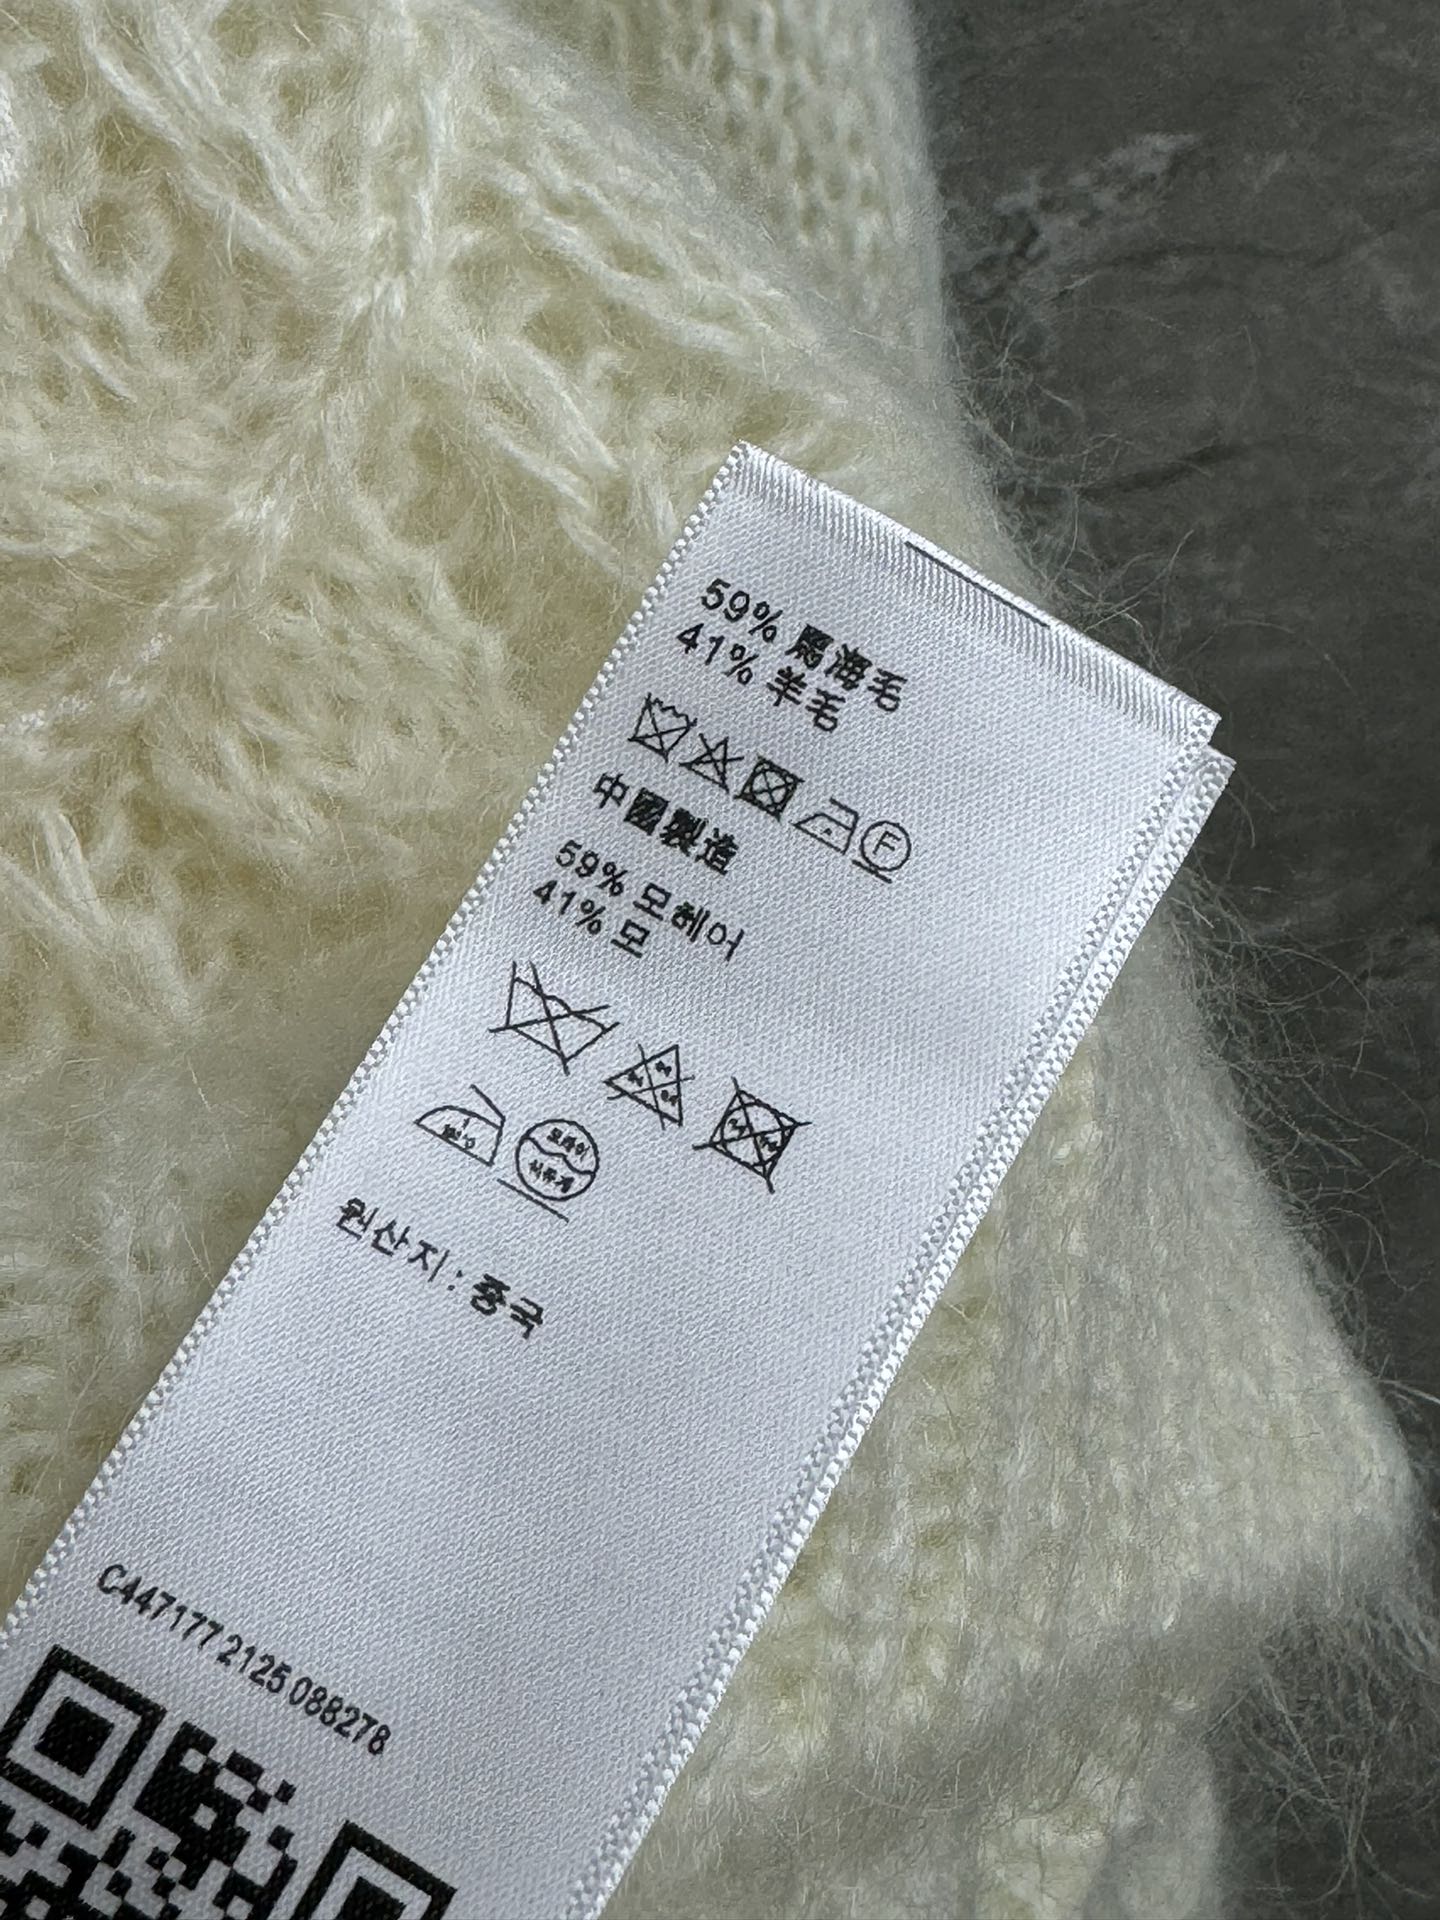 59% 馬海毛
41% 羊毛
F
中國製造
59% 모헤어
41% 모
원산지: 중국
C447177 2125 088278